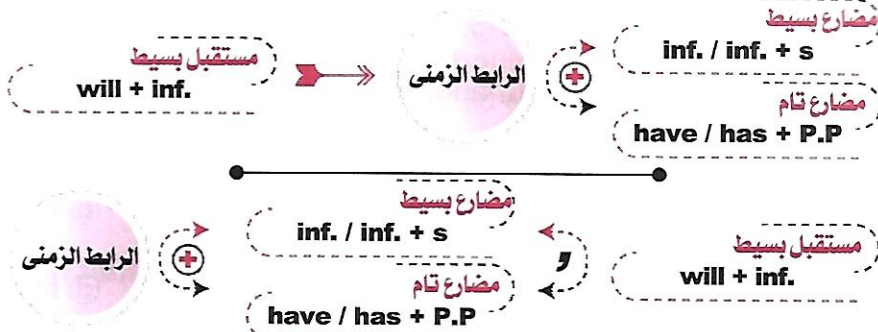 مضارع بسيط
inf. / inf. + s
مستقبل بسيط
will + inf.
الرابط الزمنى
+
مضارع تام
have / has + P.P
مضارع بسيط
inf. / inf. + s
الرابط الزمنى
+
,
مستقبل بسيط
will + inf.
مضارع تام
have / has + P.P